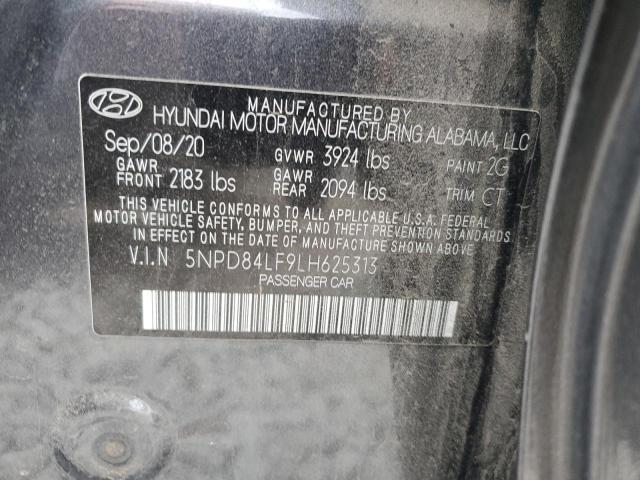 MANUFACTURED BY
HYUNDAI MOTOR MANUFACTURING ALABAMA, LLC
Sep/08/20 GVWR 3924 lbs PAINT 2G
GAWR FRONT 2183 lbs GAWR REAR 2094 lbs TRIM CT
THIS VEHICLE CONFORMS TO ALL APPLICABLE U.S.A. FEDERAL
MOTOR VEHICLE SAFETY, BUMPER, AND THEFT PREVENTION STANDARDS
IN EFFECT ON THE DATE OF MANUFACTURE SHOWN ABOVE
V.I.N 5NPD84LF9LH625313
PASSENGER CAR